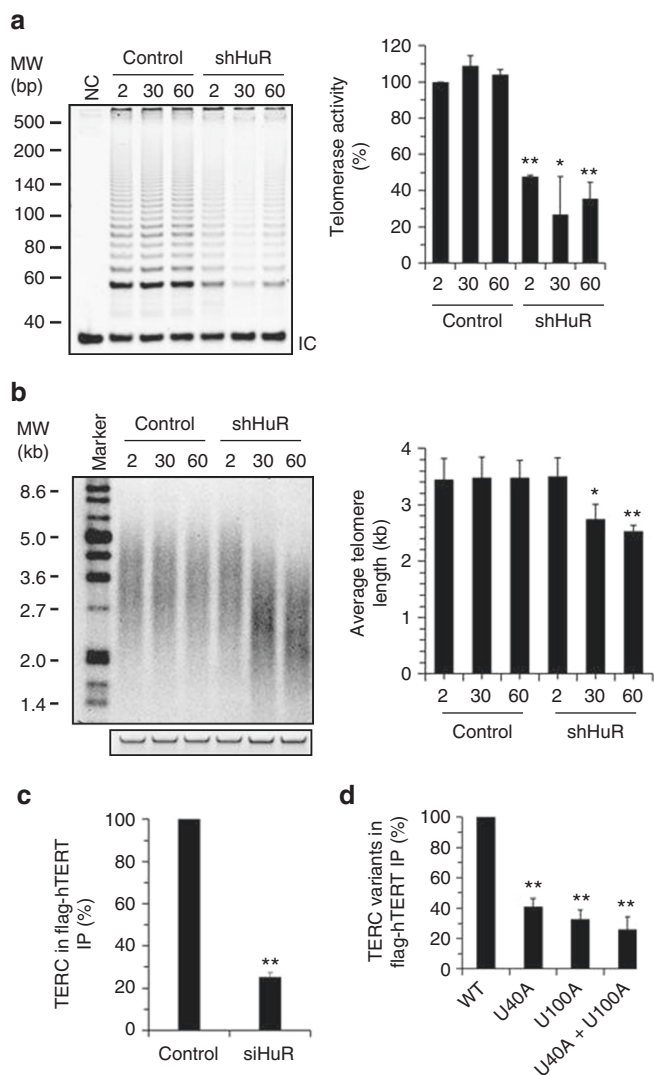 a
MW
(bp)
NC
Control
shHuR
2 30 60 2 30 60
500
200
140
100
80
60
40
IC
Telomerase activity
(%)
120
100
80
60
40
20
0
** * **
2 30 60 2 30 60
Control shHuR
b
MW
(kb)
Marker
Control
shHuR
2 30 60 2 30 60
8.6
5.0
3.6
2.7
2.0
1.4
Average telomere
length (kb)
4
3
2
1
0
* **
2 30 60 2 30 60
Control shHuR
c
TERC in flag-hTERT
IP (%)
100
80
60
40
20
0
**
Control siHuR
d
TERC variants in
flag-hTERT IP (%)
100
80
60
40
20
0
** ** **
WT
U40A
U100A
U40A + U100A